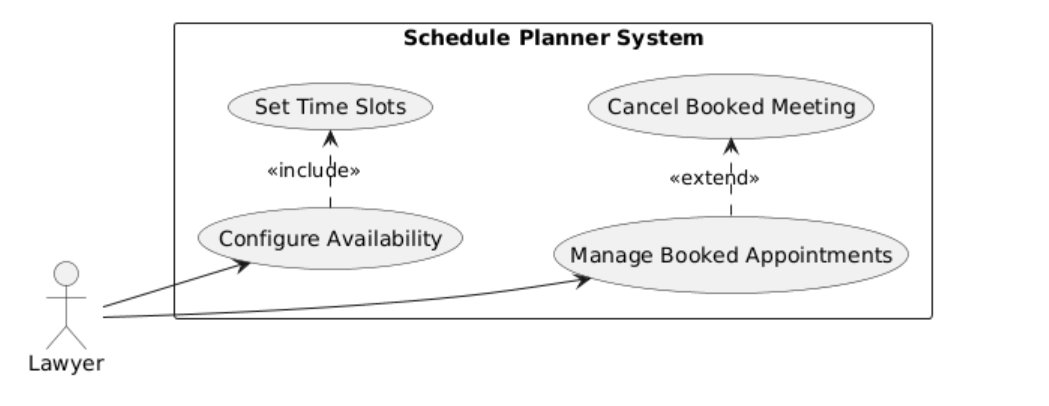 Schedule Planner System
Set Time Slots
Cancel Booked Meeting
«include»
«extend»
Configure Availability
Manage Booked Appointments
Lawyer